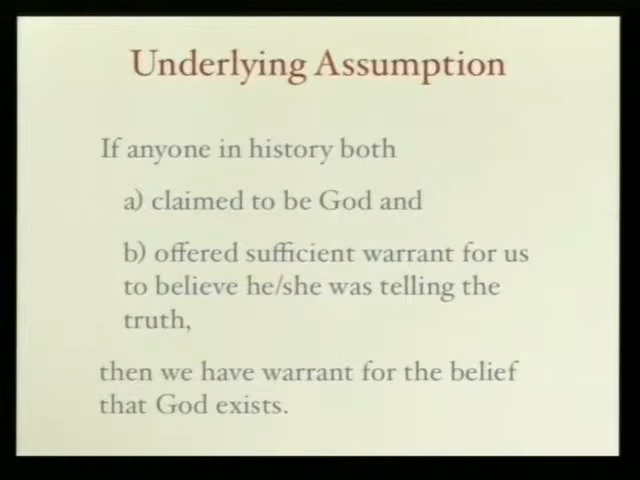 Underlying Assumption
If anyone in history both
a) claimed to be God and
b) offered sufficient warrant for us
to believe he/she was telling the
truth,
then we have warrant for the belief
that God exists.